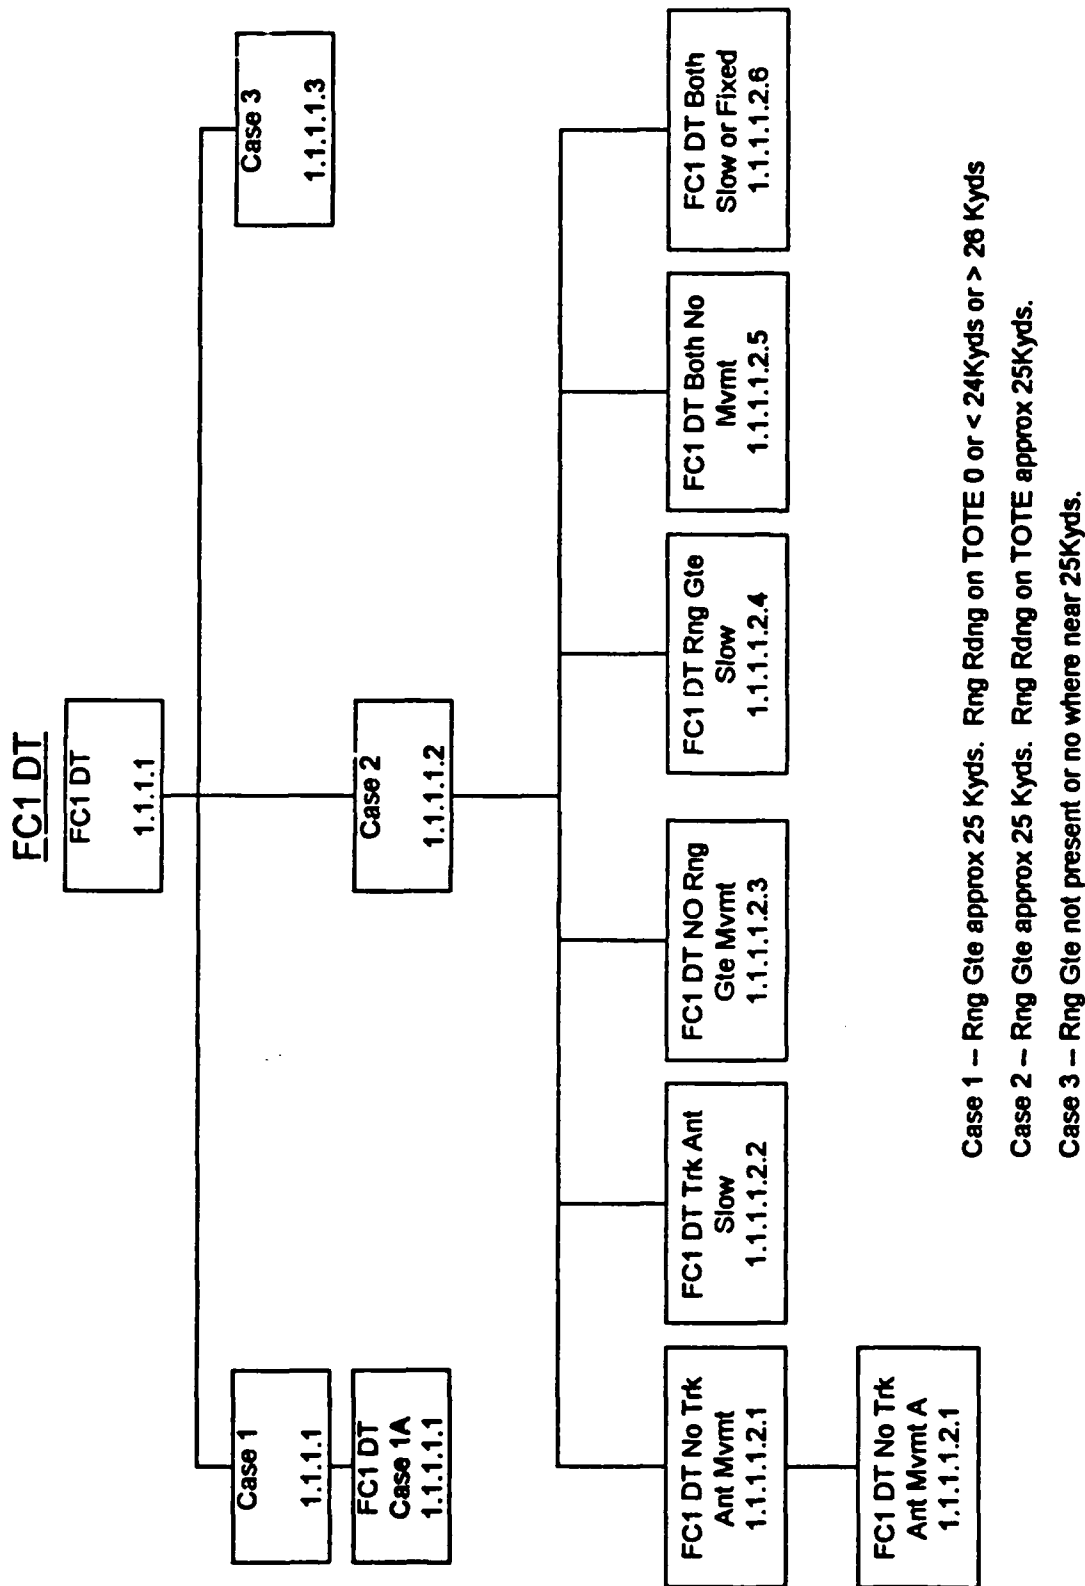 FC1 DT
FC1 DT
1.1.1.1
Case 1
1.1.1.1
FC1 DT
Case 1A
1.1.1.1.1
Case 2
1.1.1.1.2
Case 3
1.1.1.1.3
FC1 DT No Trk
Ant Mvmt
1.1.1.1.2.1
FC1 DT No Trk
Ant Mvmt A
1.1.1.1.2.1
FC1 DT Trk Ant
Slow
1.1.1.1.2.2
FC1 DT NO Rng
Gte Mvmt
1.1.1.1.2.3
FC1 DT Rng Gte
Slow
1.1.1.1.2.4
FC1 DT Both No
Mvmt
1.1.1.1.2.5
FC1 DT Both
Slow or Fixed
1.1.1.1.2.6
Case 1 -- Rng Gte approx 25 Kyds. Rng Rdng on TOTE 0 or < 24Kyds or > 26 Kyds
Case 2 -- Rng Gte approx 25 Kyds. Rng Rdng on TOTE approx 25Kyds.
Case 3 -- Rng Gte not present or no where near 25Kyds.